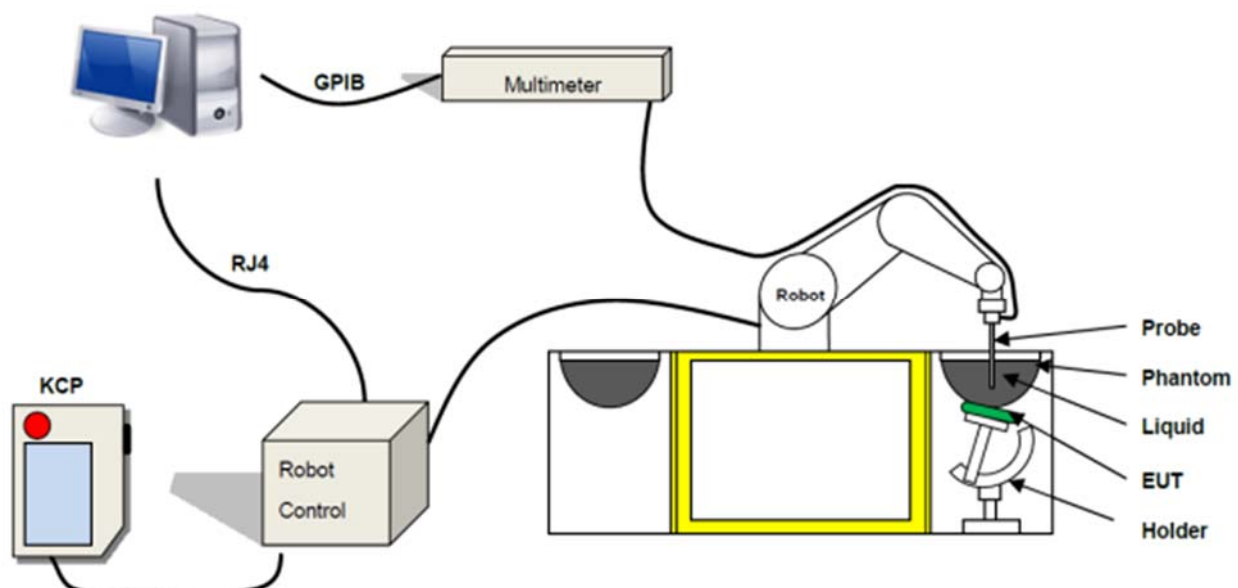 GPIB
Multimeter
RJ4
Robot
Probe
Phantom
KCP
Liquid
Robot
Control
EUT
Holder